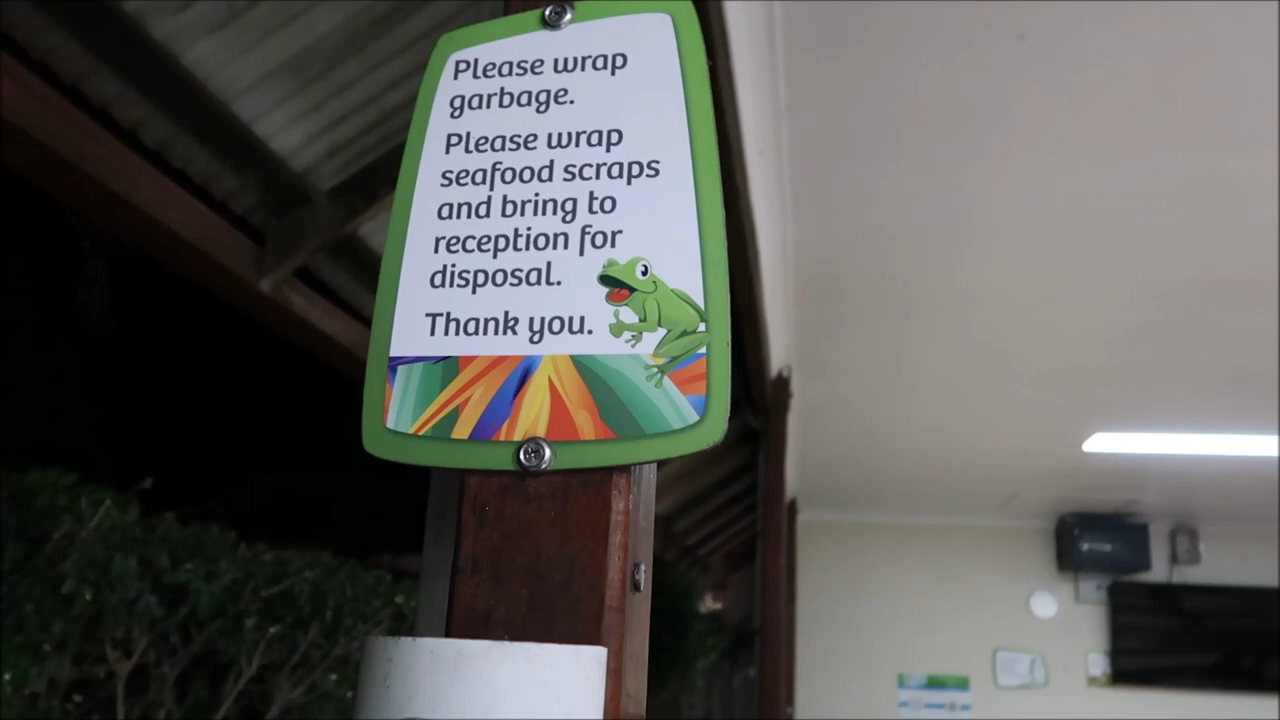 Please wrap
garbage.
Please wrap
seafood scraps
and bring to
reception for
disposal.
Thank you.